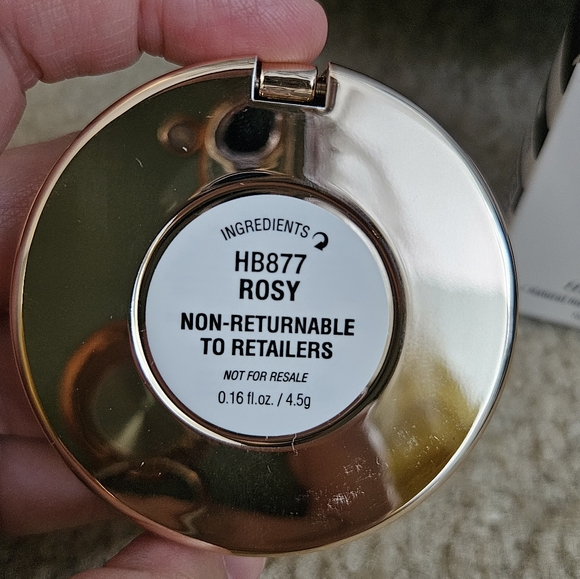 INGREDIENTS
HB877
ROSY
NON-RETURNABLE
TO RETAILERS
NOT FOR RESALE
0.16 fl.oz. / 4.5g